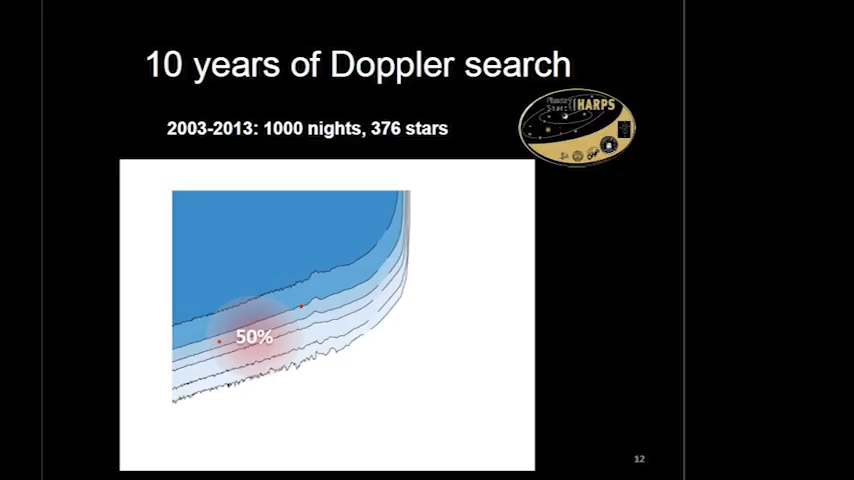 10 years of Doppler search
HARPS
2003-2013: 1000 nights, 376 stars
50%
12